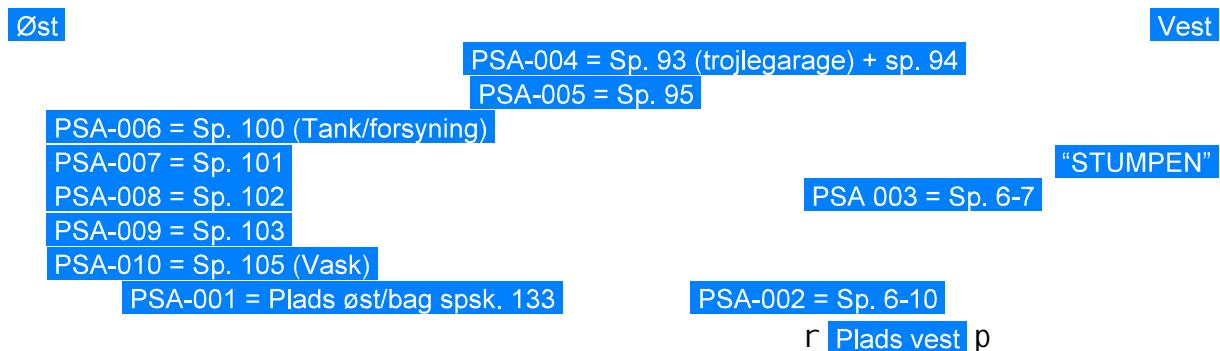 Øst Vest
PSA-004 = Sp. 93 (trojlegarage) + sp. 94
PSA-005 = Sp. 95
PSA-006 = Sp. 100 (Tank/forsyning)
PSA-007 = Sp. 101 “STUMPEN”
PSA-008 = Sp. 102 PSA 003 = Sp. 6-7
PSA-009 = Sp. 103
PSA-010 = Sp. 105 (Vask)
PSA-001 = Plads øst/bag spsk. 133 PSA-002 = Sp. 6-10
r Plads vest p